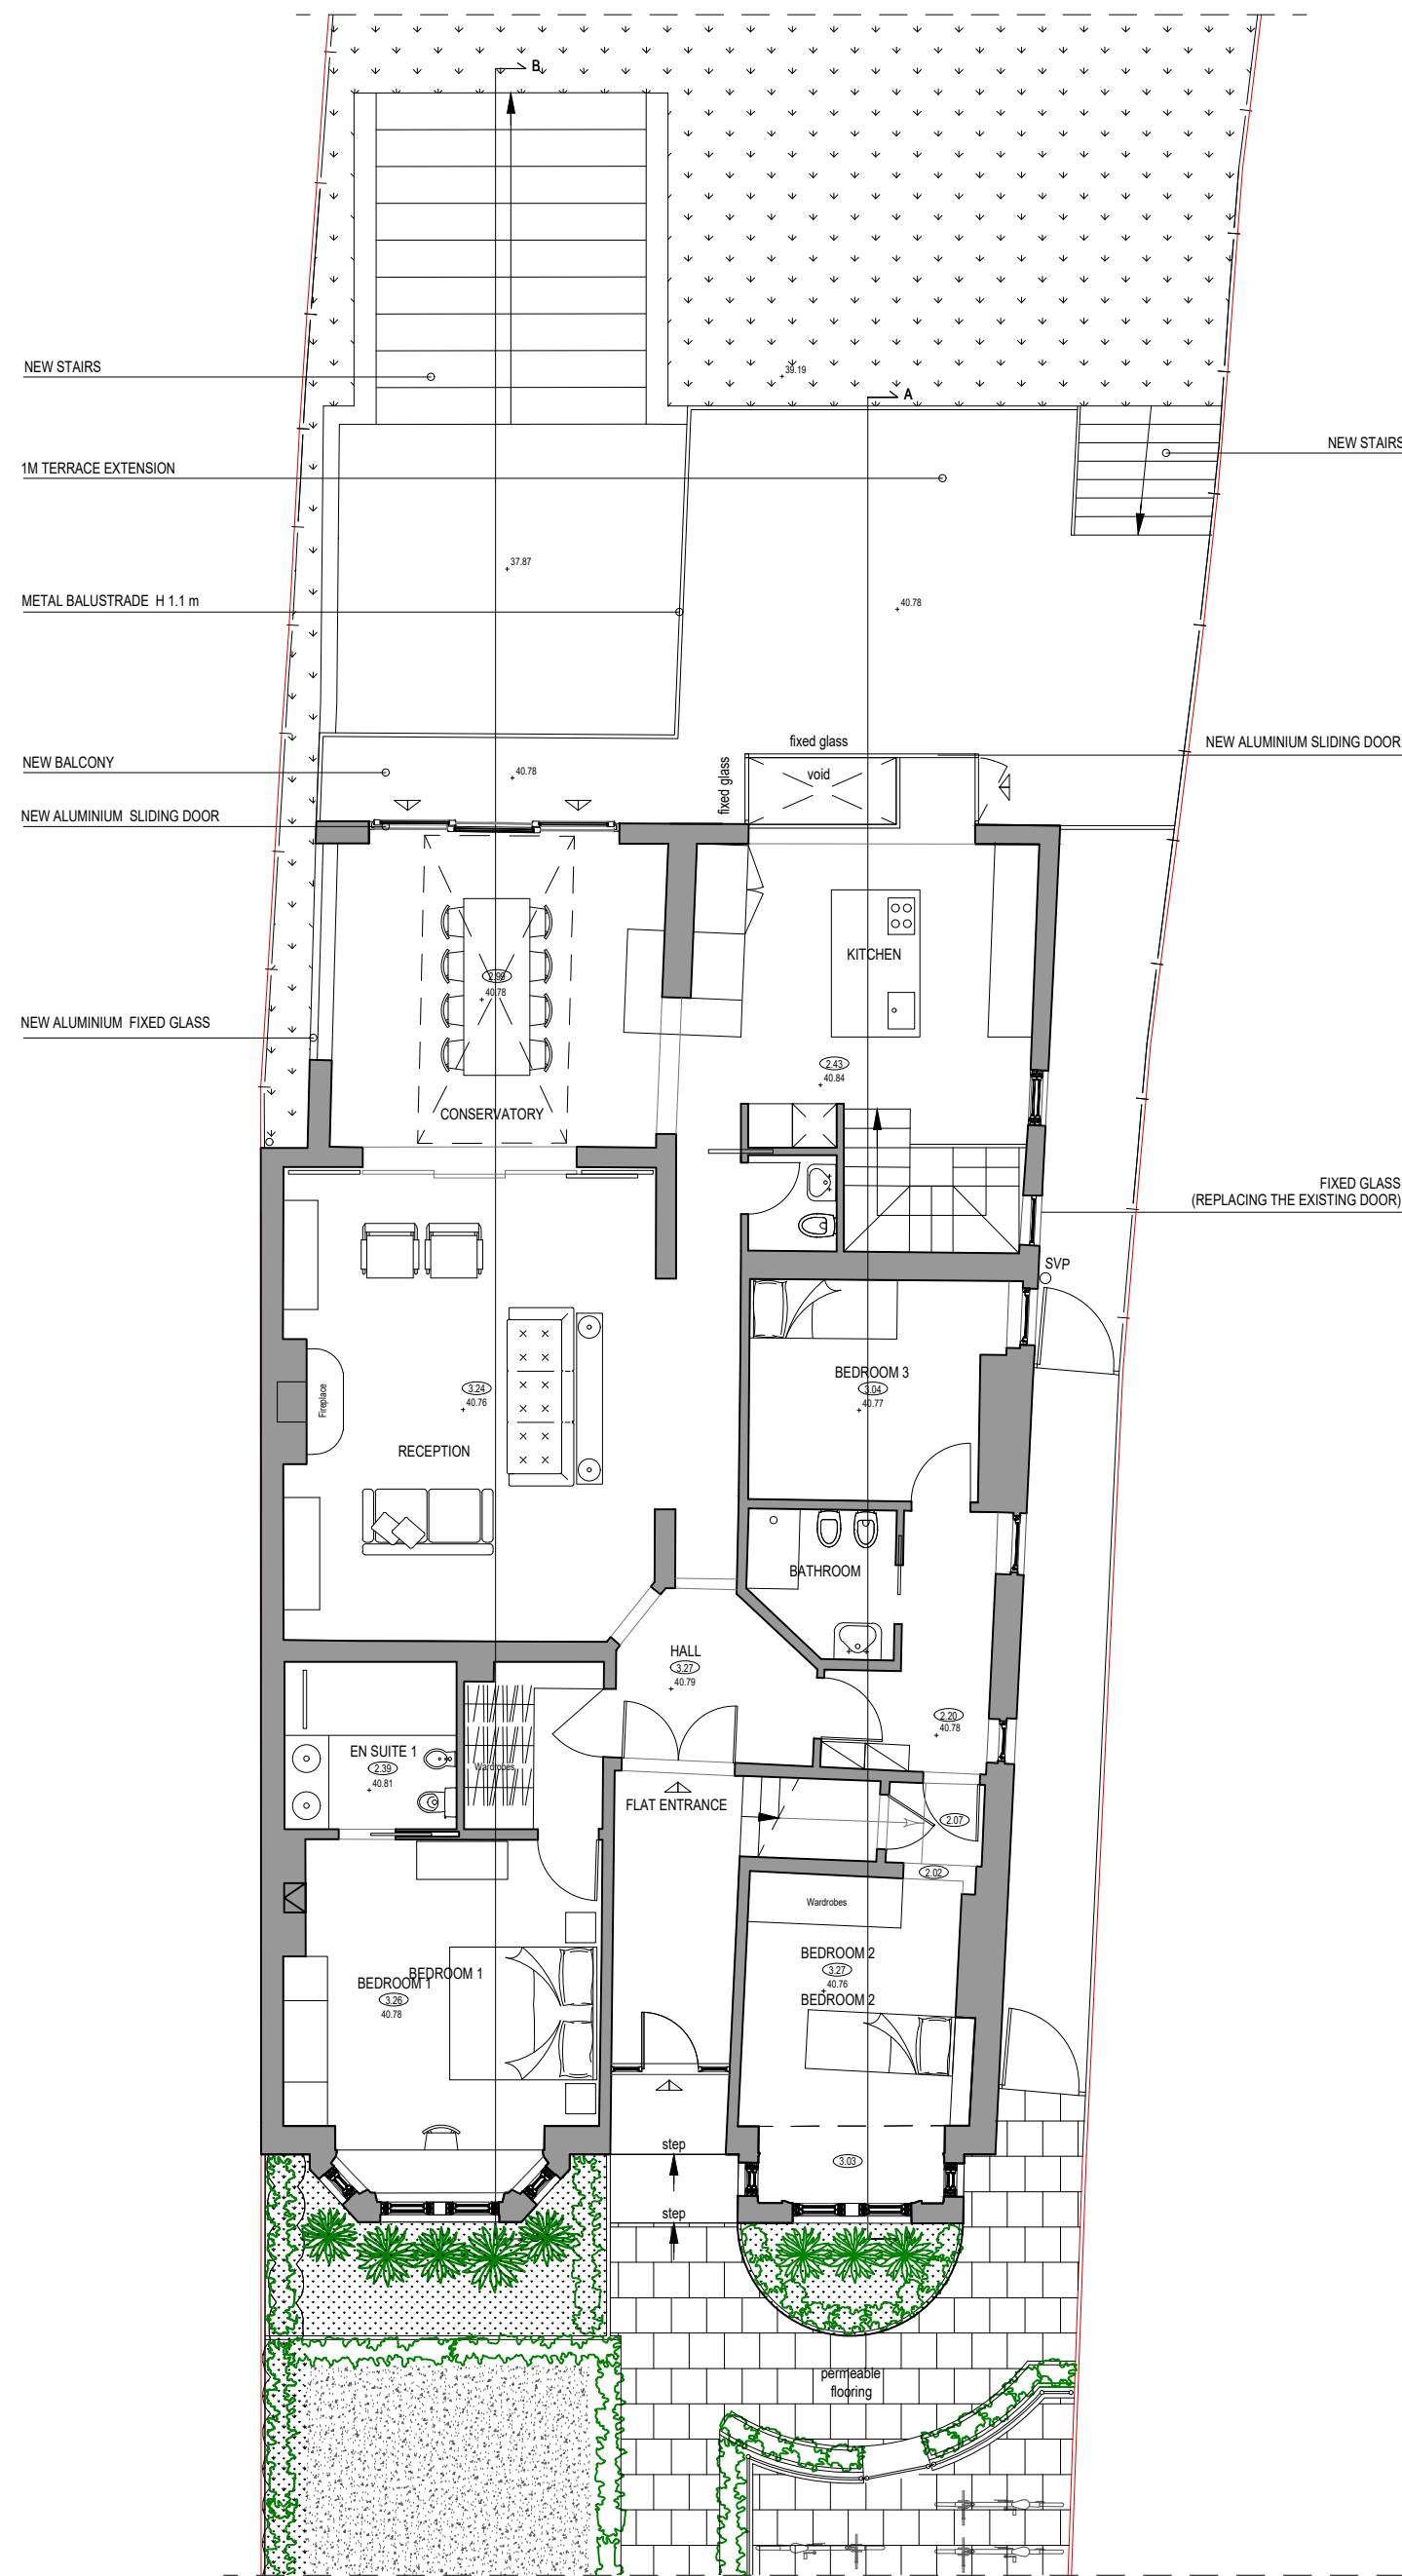 B
39.19
A
NEW STAIRS
NEW STAIRS
1M TERRACE EXTENSION
37.87
METAL BALUSTRADE H 1.1 m
40.78
fixed glass
NEW ALUMINIUM SLIDING DOOR
NEW BALCONY
40.78
void
fixed glass
NEW ALUMINIUM SLIDING DOOR
KITCHEN
2.99
40.78
NEW ALUMINIUM FIXED GLASS
2.43
40.84
CONSERVATORY
FIXED GLASS
(REPLACING THE EXISTING DOOR)
SVP
BEDROOM 3
3.04
40.77
3.24
40.76
Fireplace
RECEPTION
BATHROOM
HALL
3.27
40.79
2.20
40.78
EN SUITE 1
2.39
40.81
Wardrobes
FLAT ENTRANCE
2.07
2.02
Wardrobes
BEDROOM 2
3.27
40.76
BEDROOM 2
BEDROOM 1
BEDROOM 1
3.26
40.78
step
3.03
step
permeable
flooring